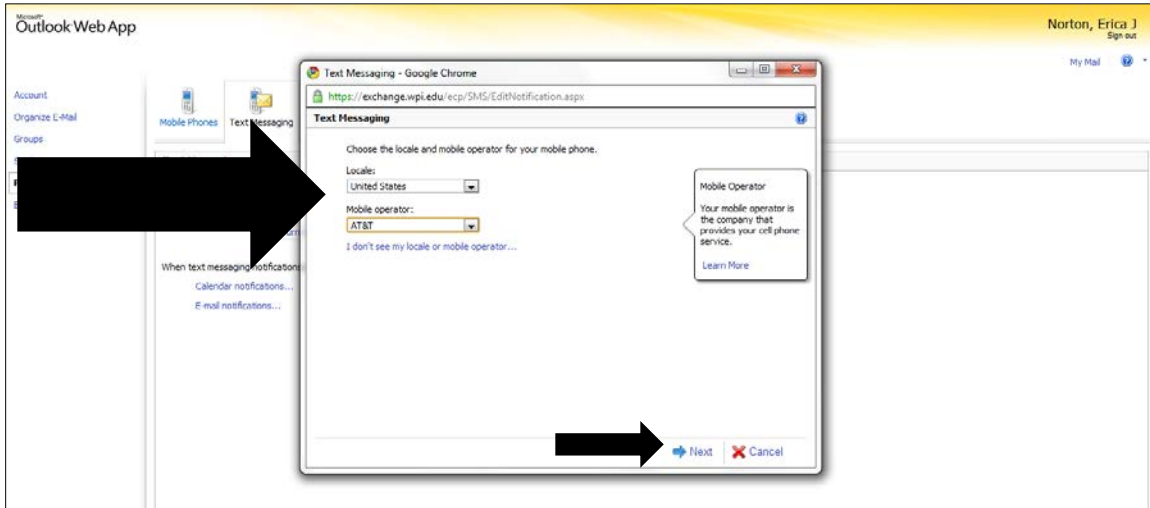 Microsoft
Outlook Web App
Norton, Erica J
Sign out
My Mail
Account
Organize E-Mail
Groups
Mobile Phones
Text Messaging
When text messaging notifications
Calendar notifications...
E-mail notifications...
Text Messaging - Google Chrome
https://exchange.wpi.edu/ecp/SMS/EditNotification.aspx
Text Messaging
Choose the locale and mobile operator for your mobile phone.
Locale:
United States
Mobile operator:
AT&T
I don't see my locale or mobile operator...
Mobile Operator
Your mobile operator is
the company that
provides your cell phone
service.
Learn More
Next
Cancel